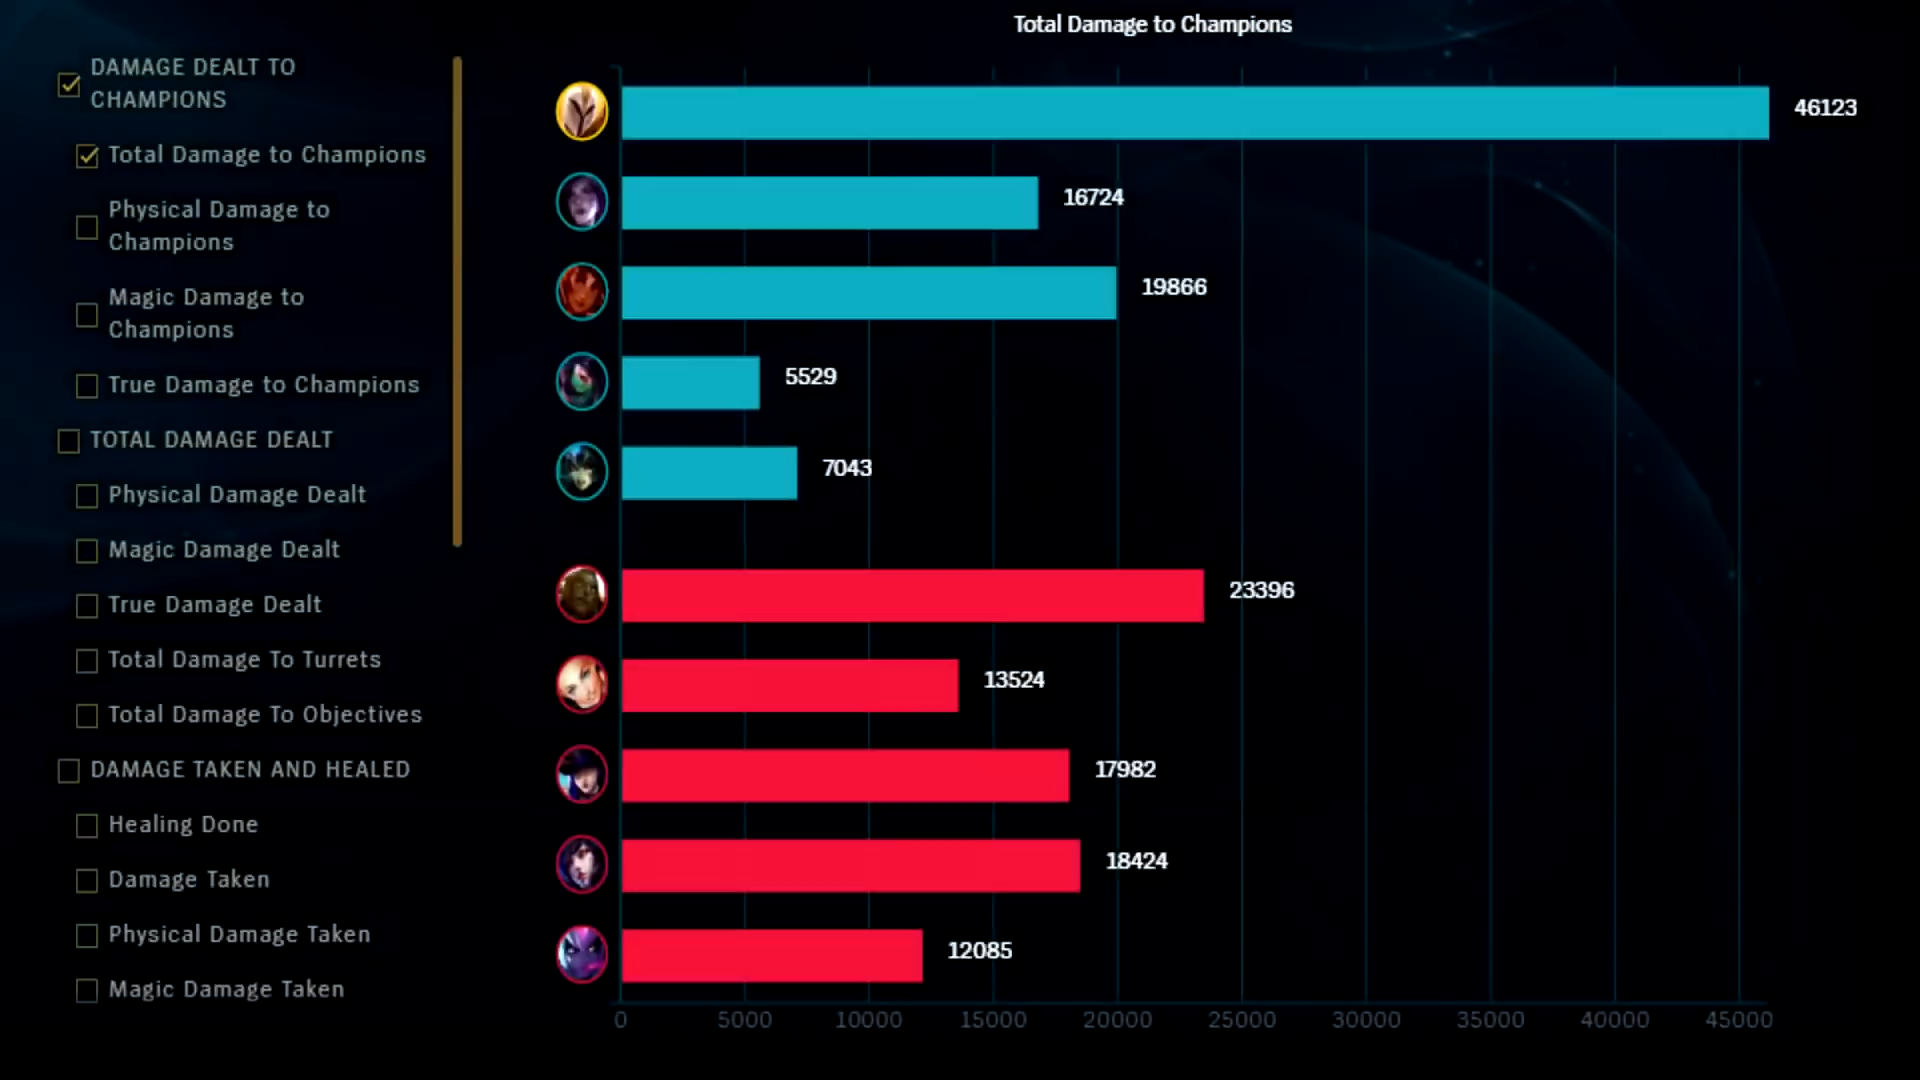 Total Damage to Champions
DAMAGE DEALT TO
CHAMPIONS
Total Damage to Champions
Physical Damage to
Champions
Magic Damage to
Champions
True Damage to Champions
TOTAL DAMAGE DEALT
Physical Damage Dealt
Magic Damage Dealt
True Damage Dealt
Total Damage To Turrets
Total Damage To Objectives
DAMAGE TAKEN AND HEALED
Healing Done
Damage Taken
Physical Damage Taken
Magic Damage Taken
46123
16724
19866
5529
7043
23396
13524
17982
18424
12085
0 5000 10000 15000 20000 25000 30000 35000 40000 45000